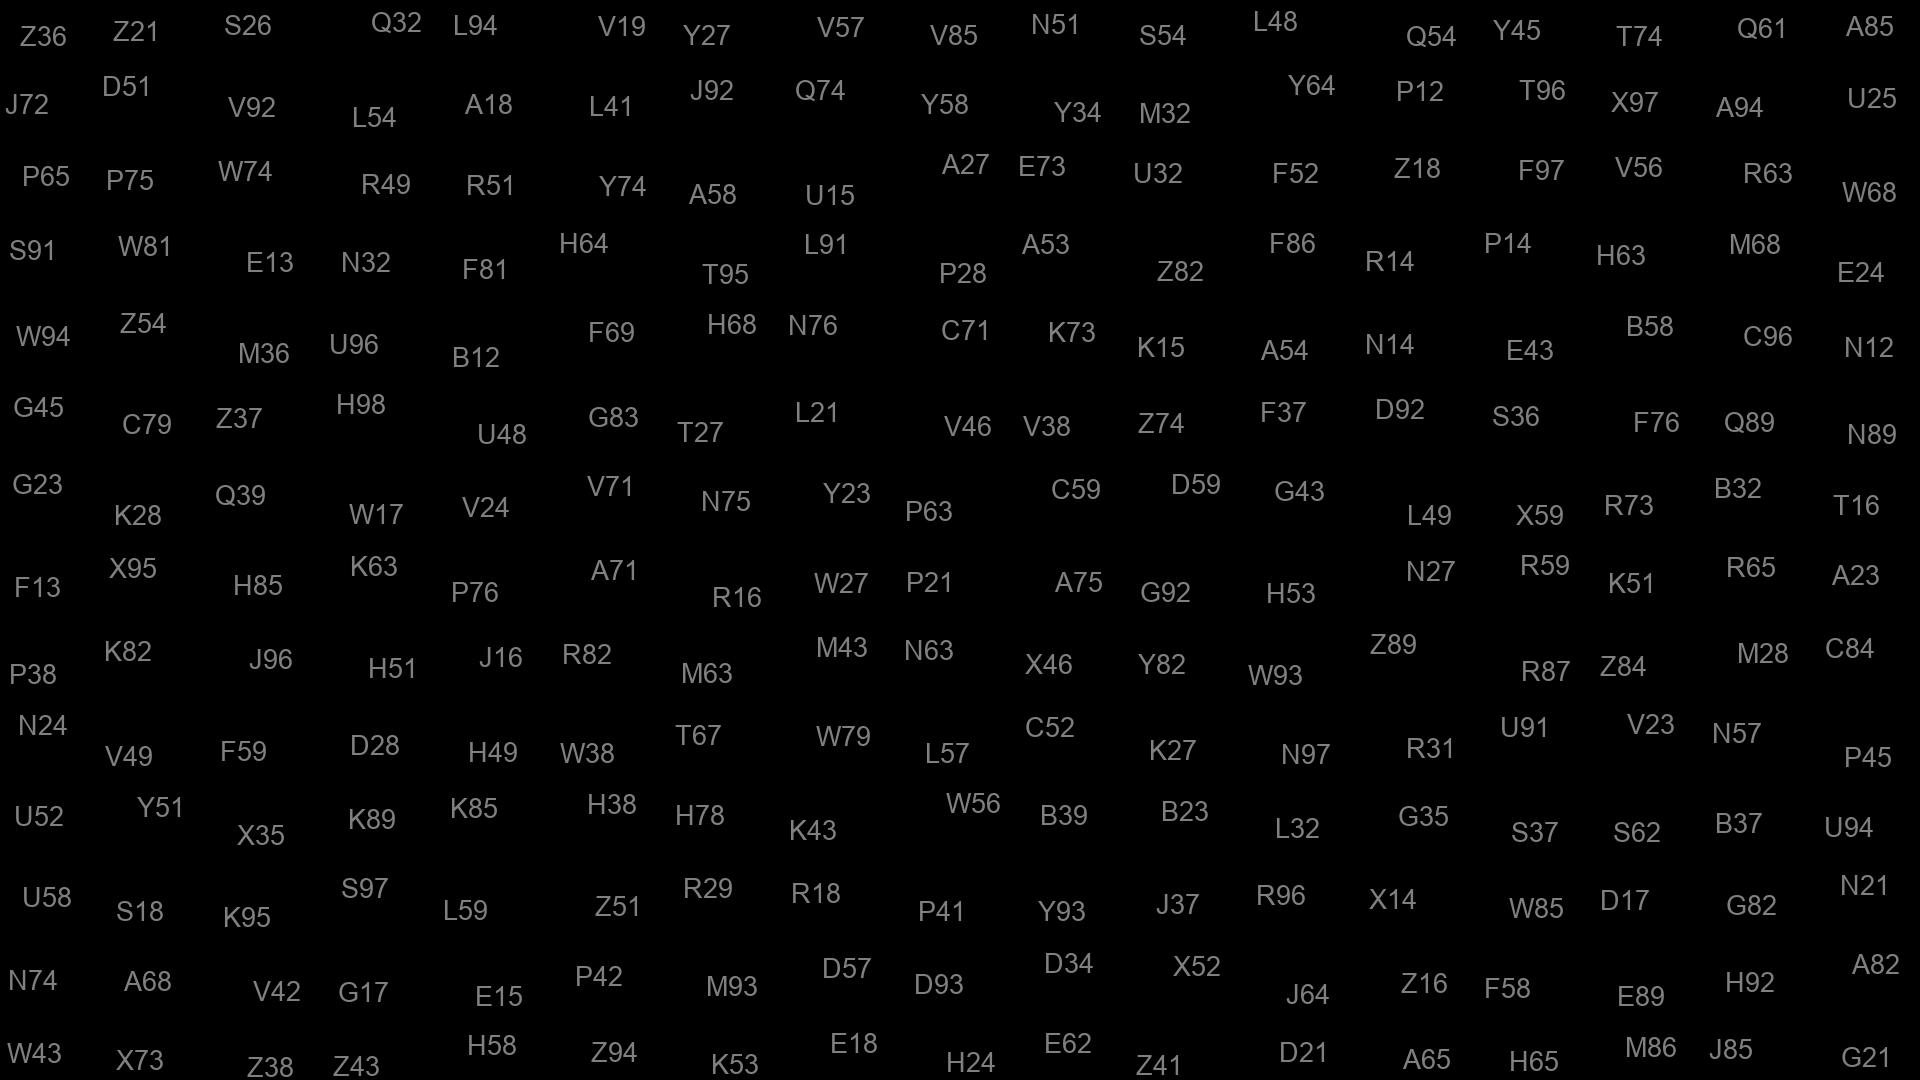 Z36 Z21 S26 Q32 L94 V19 Y27 V57 V85 N51 S54 L48 Q54 Y45 T74 Q61 A85
J72 D51 V92 L54 A18 L41 J92 Q74 Y58 Y34 M32 Y64 P12 T96 X97 A94 U25
P65 P75 W74 R49 R51 Y74 A58 U15 A27 E73 U32 F52 Z18 F97 V56 R63 W68
S91 W81 E13 N32 F81 H64 T95 L91 P28 A53 Z82 F86 R14 P14 H63 M68 E24
W94 Z54 M36 U96 B12 F69 H68 N76 C71 K73 K15 A54 N14 E43 B58 C96 N12
G45 C79 Z37 H98 U48 G83 T27 L21 V46 V38 Z74 F37 D92 S36 F76 Q89 N89
G23 K28 Q39 W17 V24 V71 N75 Y23 P63 C59 D59 G43 L49 X59 R73 B32 T16
F13 X95 H85 K63 P76 A71 R16 W27 P21 A75 G92 H53 N27 R59 K51 R65 A23
P38 K82 J96 H51 J16 R82 M63 M43 N63 X46 Y82 W93 Z89 R87 Z84 M28 C84
N24 V49 F59 D28 H49 W38 T67 W79 L57 C52 K27 N97 R31 U91 V23 N57 P45
U52 Y51 X35 K89 K85 H38 H78 K43 W56 B39 B23 L32 G35 S37 S62 B37 U94
U58 S18 K95 S97 L59 Z51 R29 R18 P41 Y93 J37 R96 X14 W85 D17 G82 N21
N74 A68 V42 G17 E15 P42 M93 D57 D93 D34 X52 J64 Z16 F58 E89 H92 A82
W43 X73 Z38 Z43 H58 Z94 K53 E18 H24 E62 Z41 D21 A65 H65 M86 J85 G21